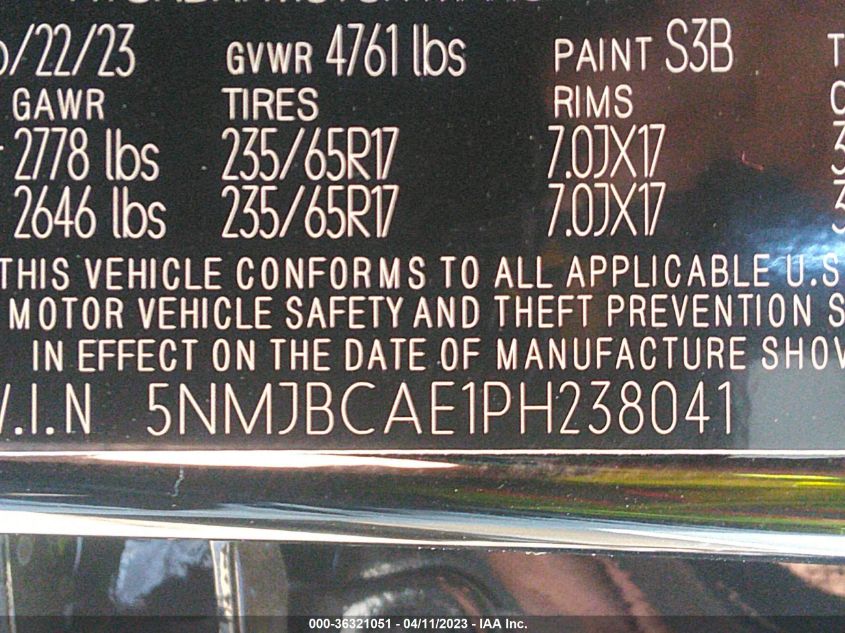 /22/23 GVWR 4761 lbs PAINT S3B
GAWR TIRES RIMS
2778 lbs 235/65R17 7.0JX17
2646 lbs 235/65R17 7.0JX17
THIS VEHICLE CONFORMS TO ALL APPLICABLE U.S
MOTOR VEHICLE SAFETY AND THEFT PREVENTION S
IN EFFECT ON THE DATE OF MANUFACTURE SHOW
V.I.N 5NMJBCAE1PH238041
000-36321051 - 04/11/2023 - IAA Inc.